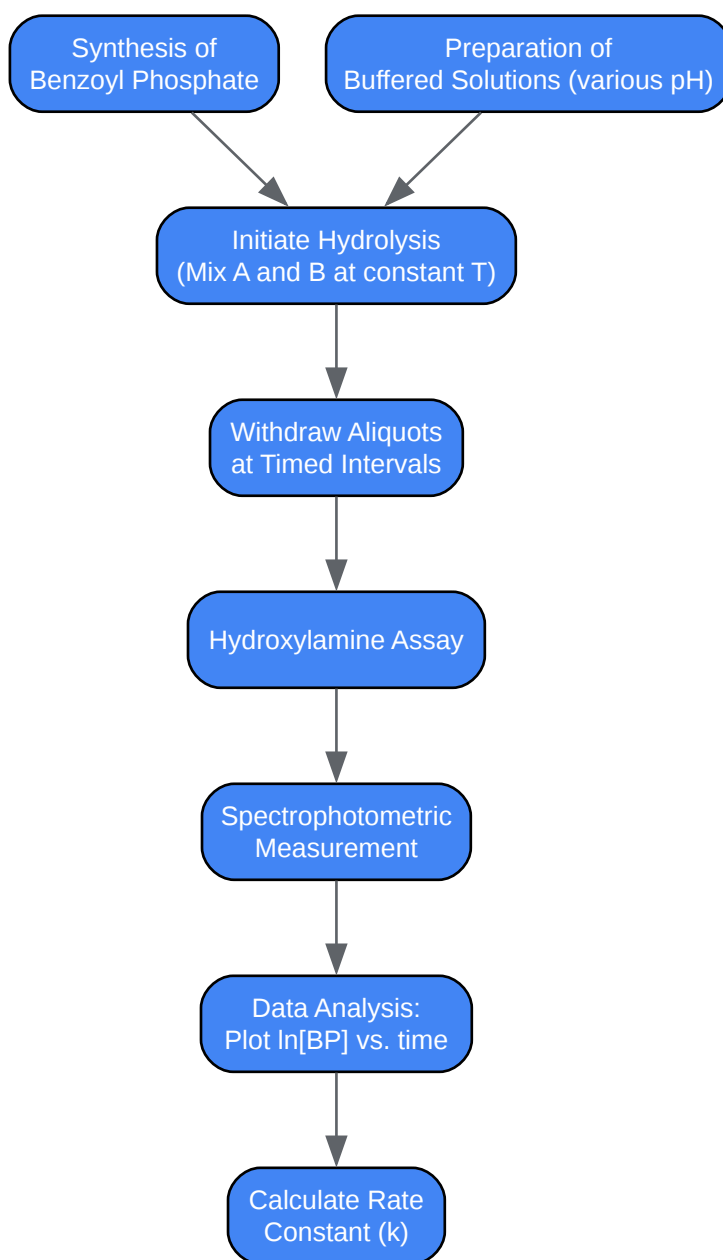 Synthesis of
Benzoyl Phosphate
Preparation of
Buffered Solutions (various pH)
Initiate Hydrolysis
(Mix A and B at constant T)
Withdraw Aliquots
at Timed Intervals
Hydroxylamine Assay
Spectrophotometric
Measurement
Data Analysis:
Plot ln[BP] vs. time
Calculate Rate
Constant (k)